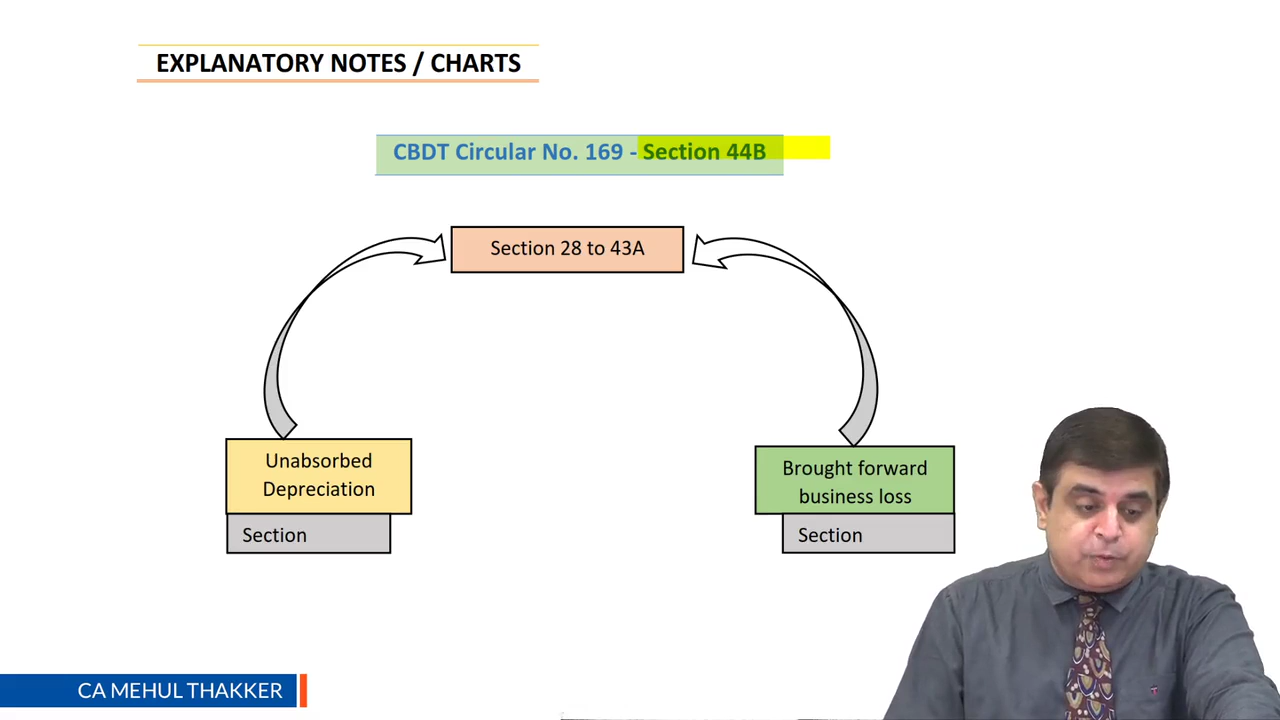 EXPLANATORY NOTES / CHARTS
CBDT Circular No. 169 - Section 44B
Section 28 to 43A
Unabsorbed
Depreciation
Section
Brought forward
business loss
Section
CA MEHUL THAKKER